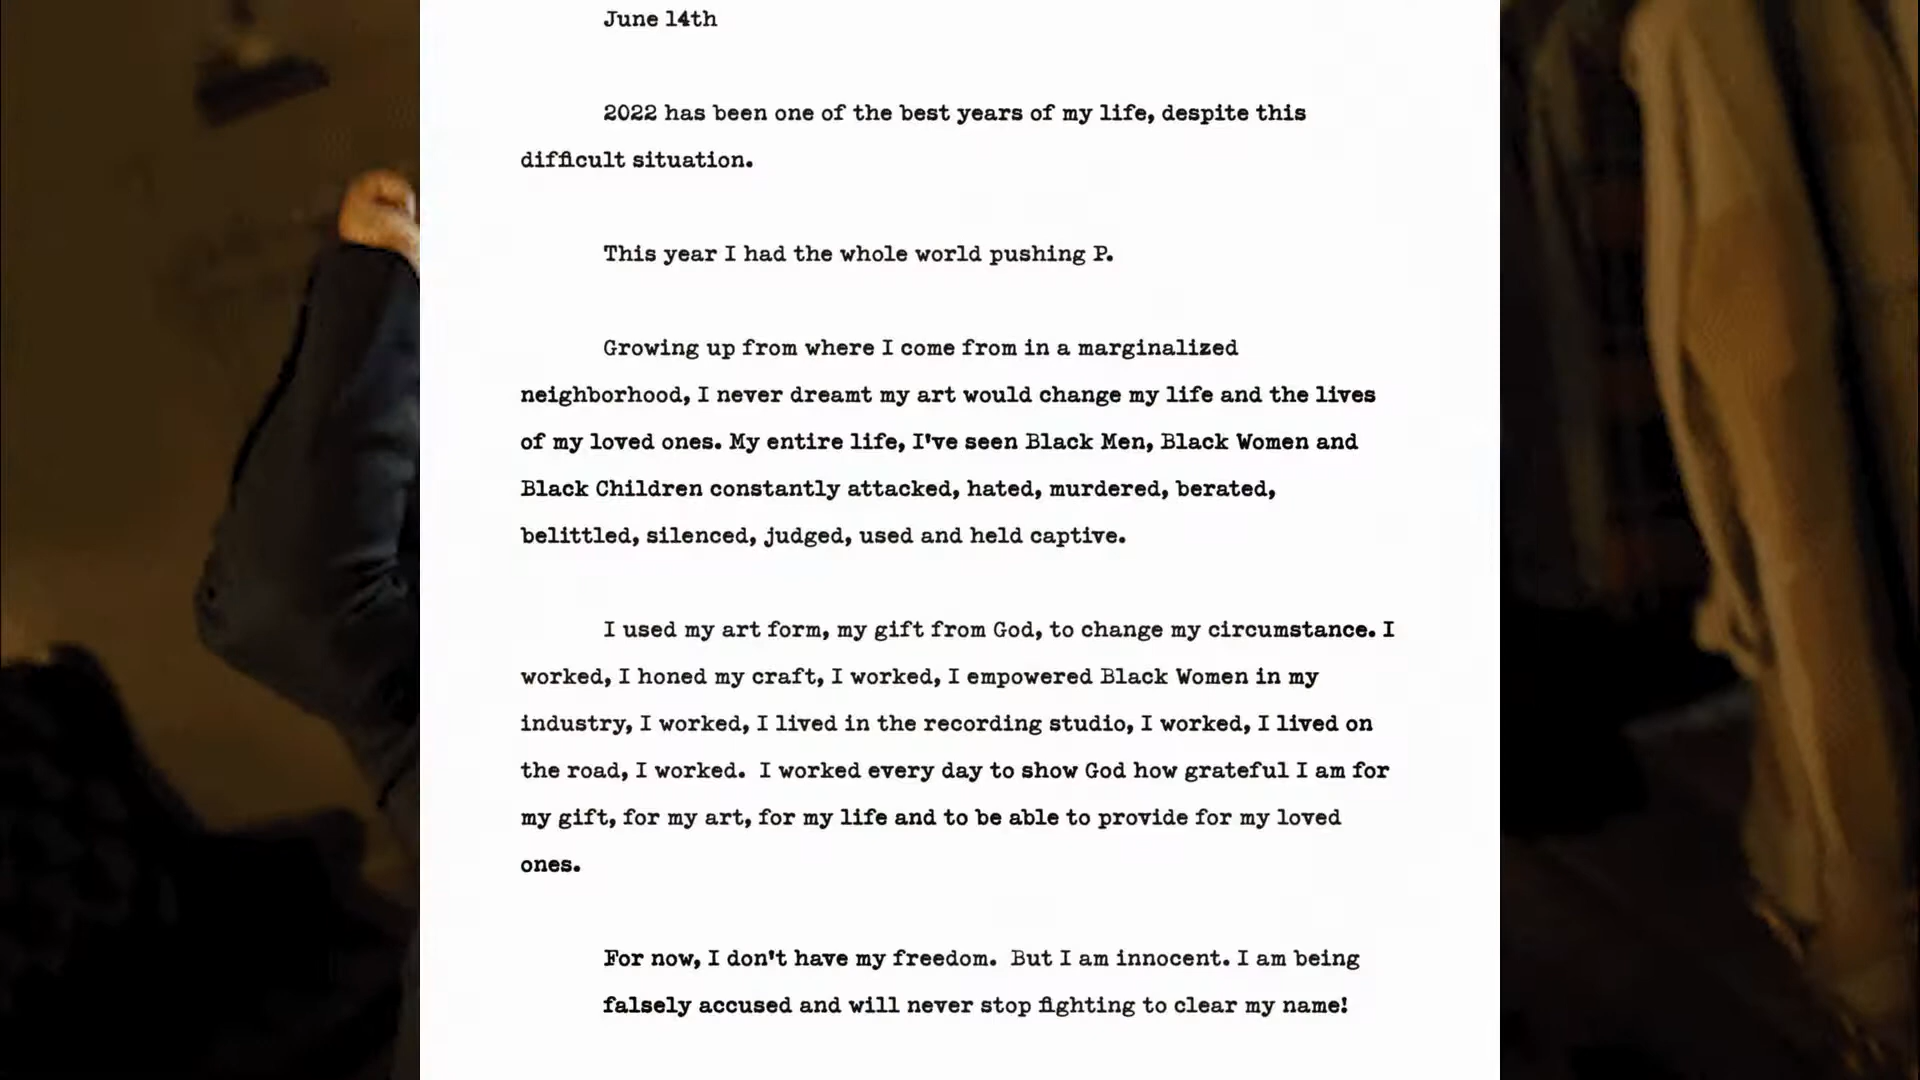 June 14th
2022 has been one of the best years of my life, despite this
difficult situation.
This year I had the whole world pushing P.
Growing up from where I come from in a marginalized
neighborhood, I never dreamt my art would change my life and the lives
of my loved ones. My entire life, I've seen Black Men, Black Women and
Black Children constantly attacked, hated, murdered, berated,
belittled, silenced, judged, used and held captive.
I used my art form, my gift from God, to change my circumstance. I
worked, I honed my craft, I worked, I empowered Black Women in my
industry, I worked, I lived in the recording studio, I worked, I lived on
the road, I worked.  I worked every day to show God how grateful I am for
my gift, for my art, for my life and to be able to provide for my loved
ones.
For now, I don't have my freedom.  But I am innocent. I am being
falsely accused and will never stop fighting to clear my name!